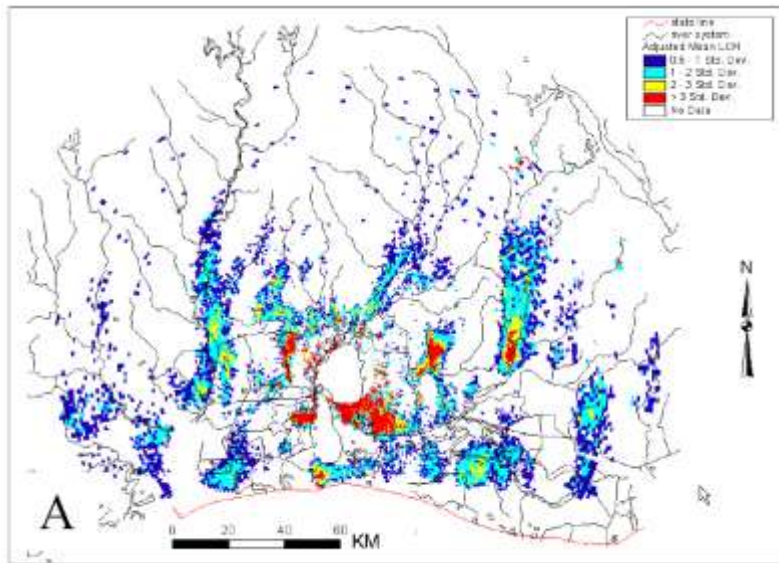 state line
river system
Adjusted Mean LCN
0.5 - 1 Std. Dev.
1 - 2 Std. Dev.
2 - 3 Std. Dev.
> 3 Std. Dev.
No Data
N
A
0 20 40 60
KM